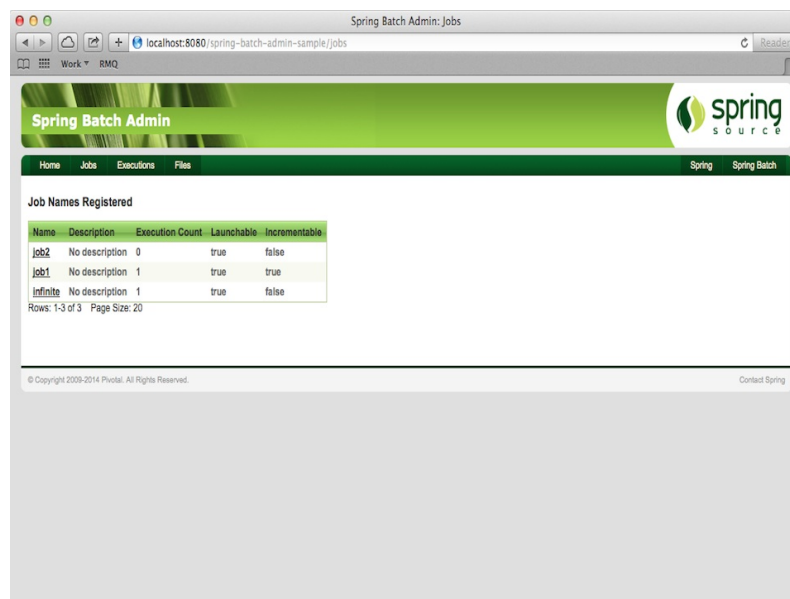 Spring Batch Admin: Jobs
localhost:8080/spring-batch-admin-sample/jobs
Reader
Work RMQ
Spring Batch Admin
spring
source
Home Jobs Executions Files Spring Spring Batch
Job Names Registered
Name Description Execution Count Launchable Incrementable
job2 No description 0 true false
job1 No description 1 true true
infinite No description 1 true false
Rows: 1-3 of 3 Page Size: 20
© Copyright 2009-2014 Pivotal. All Rights Reserved. Contact Spring